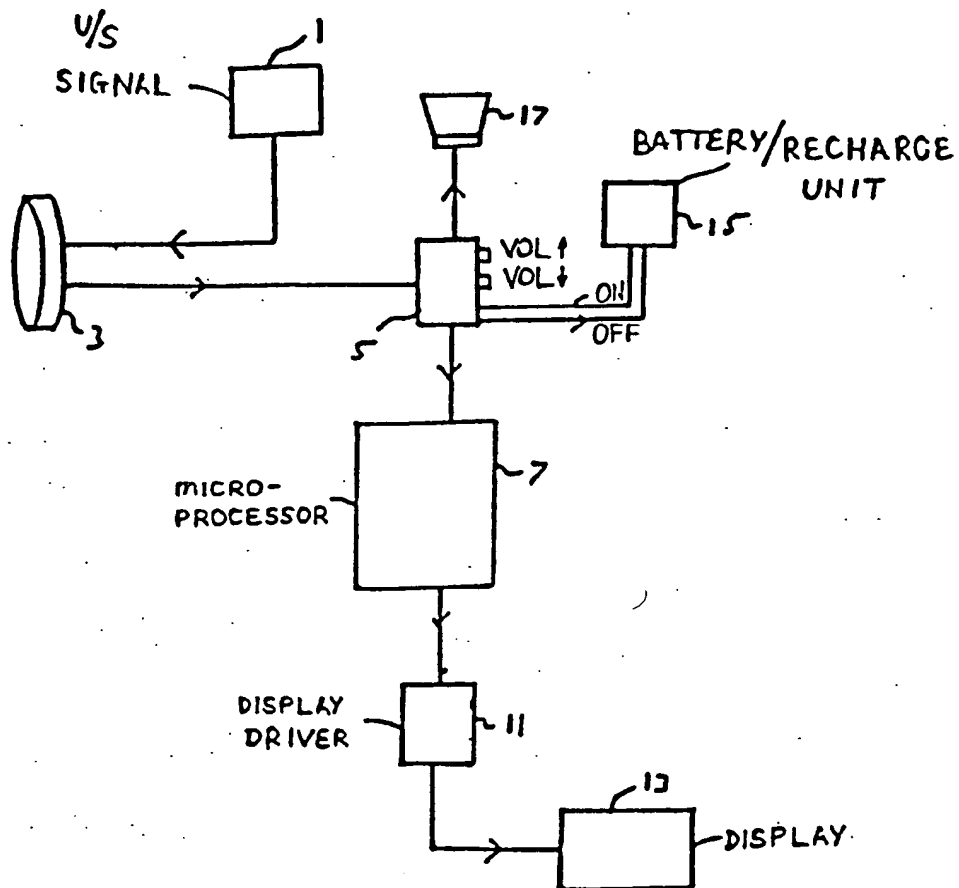 U/S
SIGNAL
1
17
BATTERY/RECHARGE
UNIT
15
VOL ↑
VOL ↓
ON
OFF
3
5
7
MICRO-
PROCESSOR
DISPLAY
DRIVER
11
13
DISPLAY